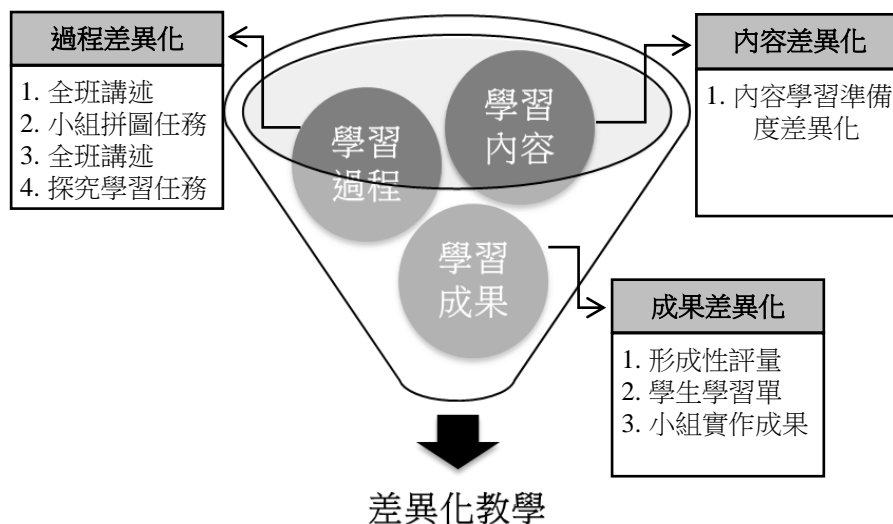 過程差異化
1. 全班講述
2. 小組拼圖任務
3. 全班講述
4. 探究學習任務
學習
過程
學習
內容
內容差異化
1. 內容學習準備
度差異化
學習
成果
成果差異化
1. 形成性評量
2. 學生學習單
3. 小組實作成果
差異化教學